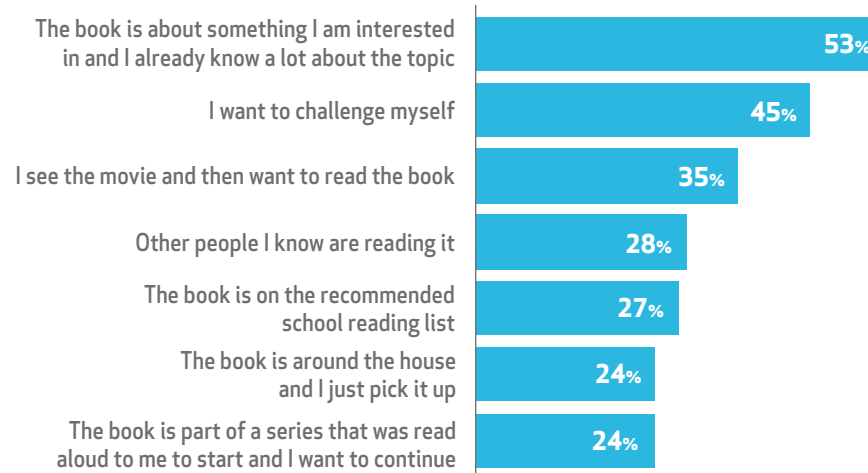 The book is about something I am interested
in and I already know a lot about the topic
53%
I want to challenge myself
45%
I see the movie and then want to read the book
35%
Other people I know are reading it
28%
The book is on the recommended
school reading list
27%
The book is around the house
and I just pick it up
24%
The book is part of a series that was read
aloud to me to start and I want to continue
24%